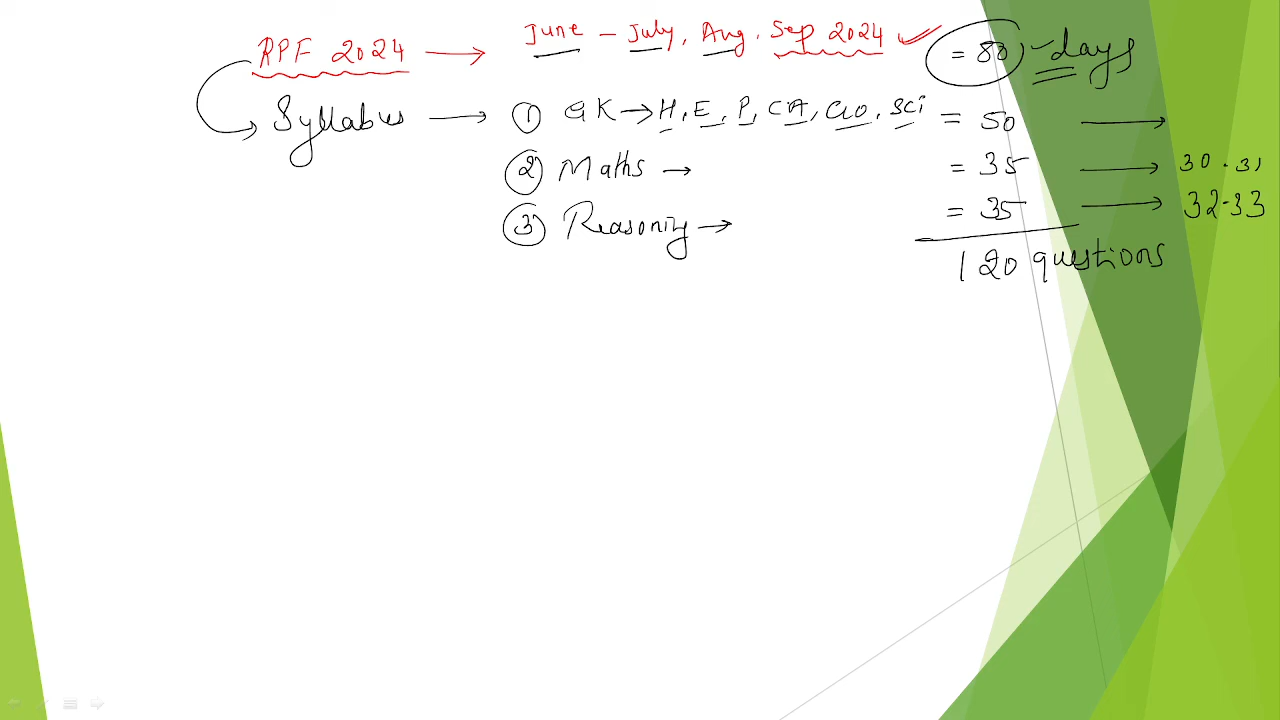 RPF 2024 → June - July, Aug, Sep 2024 ✓ = 80 - days
Syllabus → ① GK → H, E, P, CA, GEO, SCi = 50 →
② Maths → = 35 → 30-31
③ Reasoning → = 35 → 32-33
120 questions